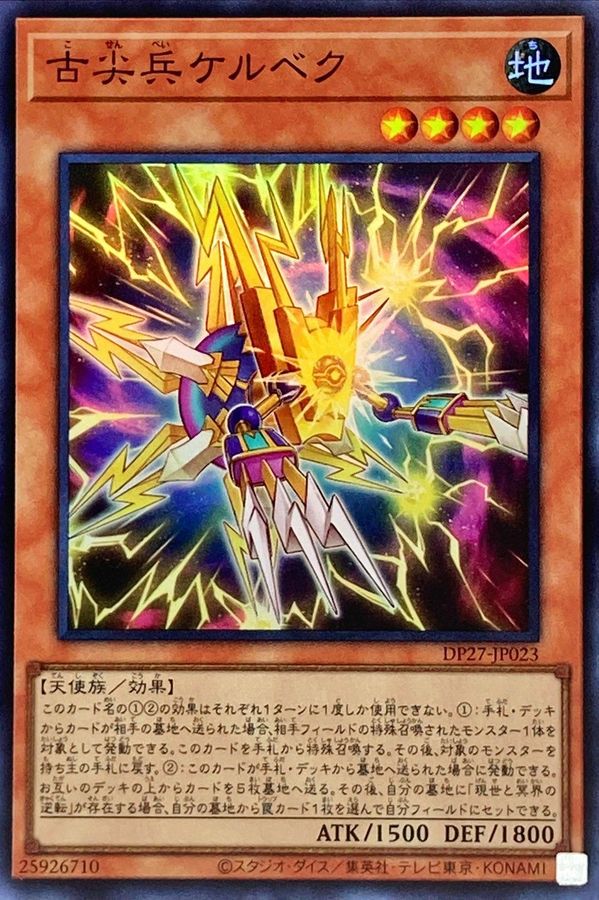 古尖兵ケルベク
地
DP27-JP023
【天使族／効果】
このカード名の①②の効果はそれぞれ1ターンに1度しか使用できない。①：手札・デッキ
からカードが相手の墓地へ送られた場合、相手フィールドの特殊召喚されたモンスター1体を
対象として発動できる。このカードを手札から特殊召喚する。その後、対象のモンスターを
持ち主の手札に戻す。②：このカードが手札・デッキから墓地へ送られた場合に発動できる。
お互いのデッキの上からカードを5枚墓地へ送る。その後、自分の墓地に「現世と冥界の
逆転」が存在する場合、自分の墓地から罠カード1枚を選んで自分フィールドにセットできる。
ATK/1500 DEF/1800
25926710
©スタジオ・ダイス／集英社・テレビ東京・KONAMI